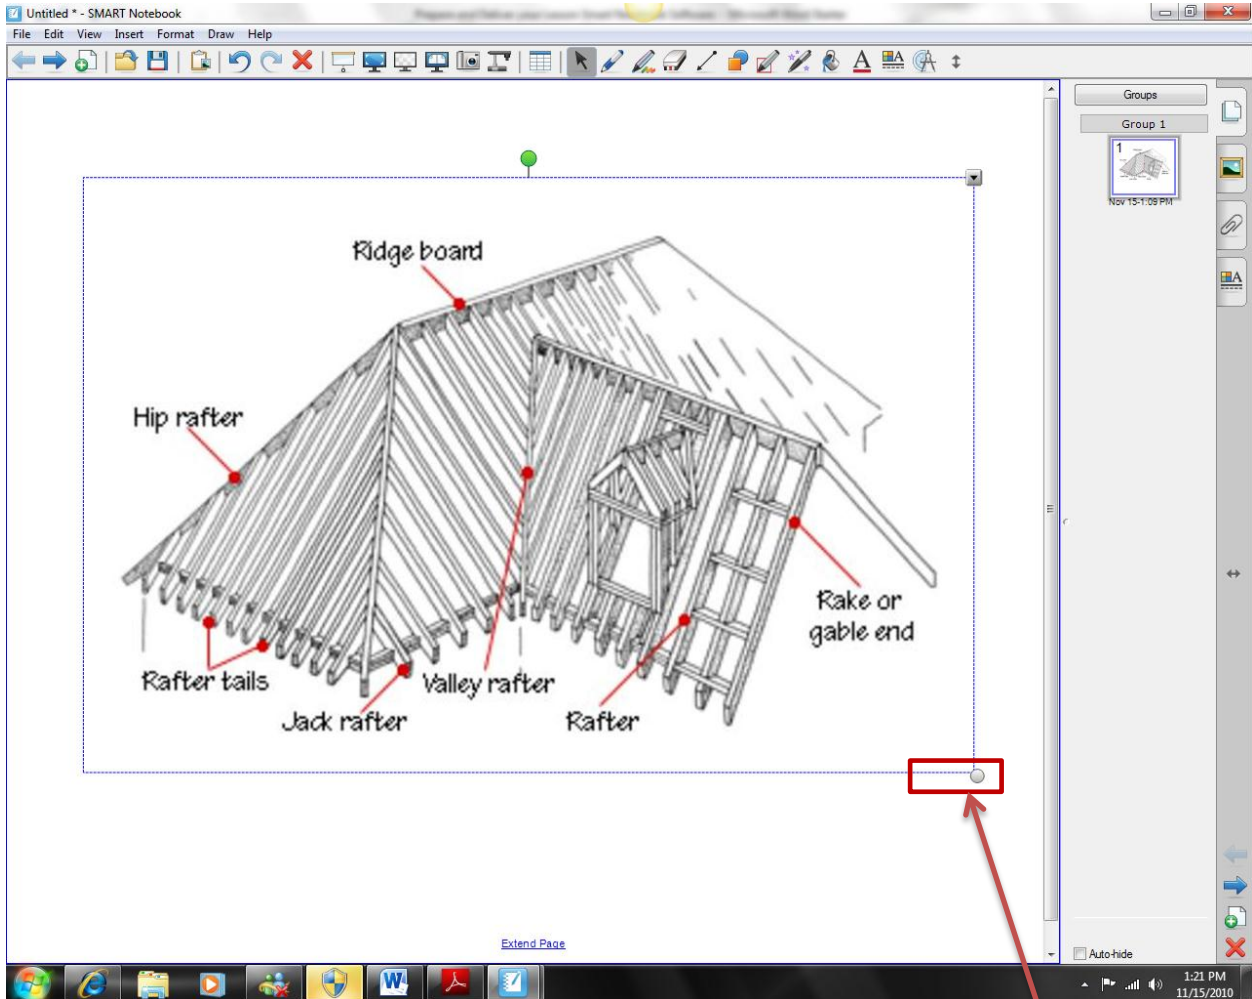 Untitled * - SMART Notebook
File Edit View Insert Format Draw Help
Groups
Group 1
1
Nov 15-1:09 PM
Ridge board
Hip rafter
Rake or
gable end
Rafter tails
Valley rafter
Jack rafter
Rafter
Extend Page
Auto-hide
1:21 PM
11/15/2010